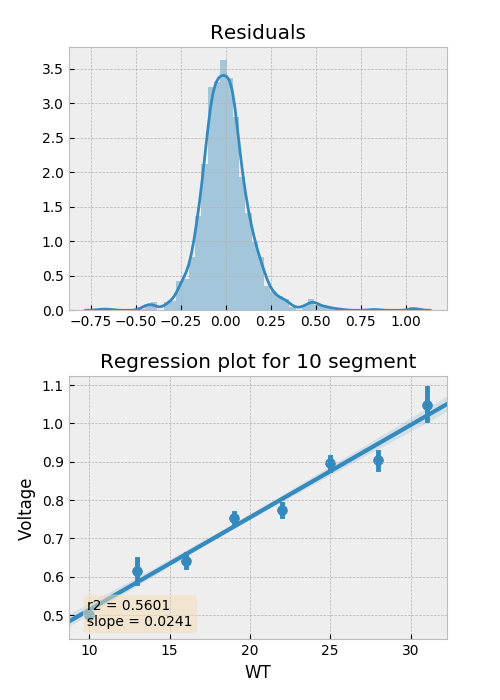 Residuals
3.5
3.0
2.5
2.0
1.5
1.0
0.5
0.0
−0.75 −0.50 −0.25 0.00 0.25 0.50 0.75 1.00
Regression plot for 10 segment
1.1
1.0
0.9
0.8
0.7
0.6
0.5
Voltage
r2 = 0.5601
slope = 0.0241
10 15 20 25 30
WT